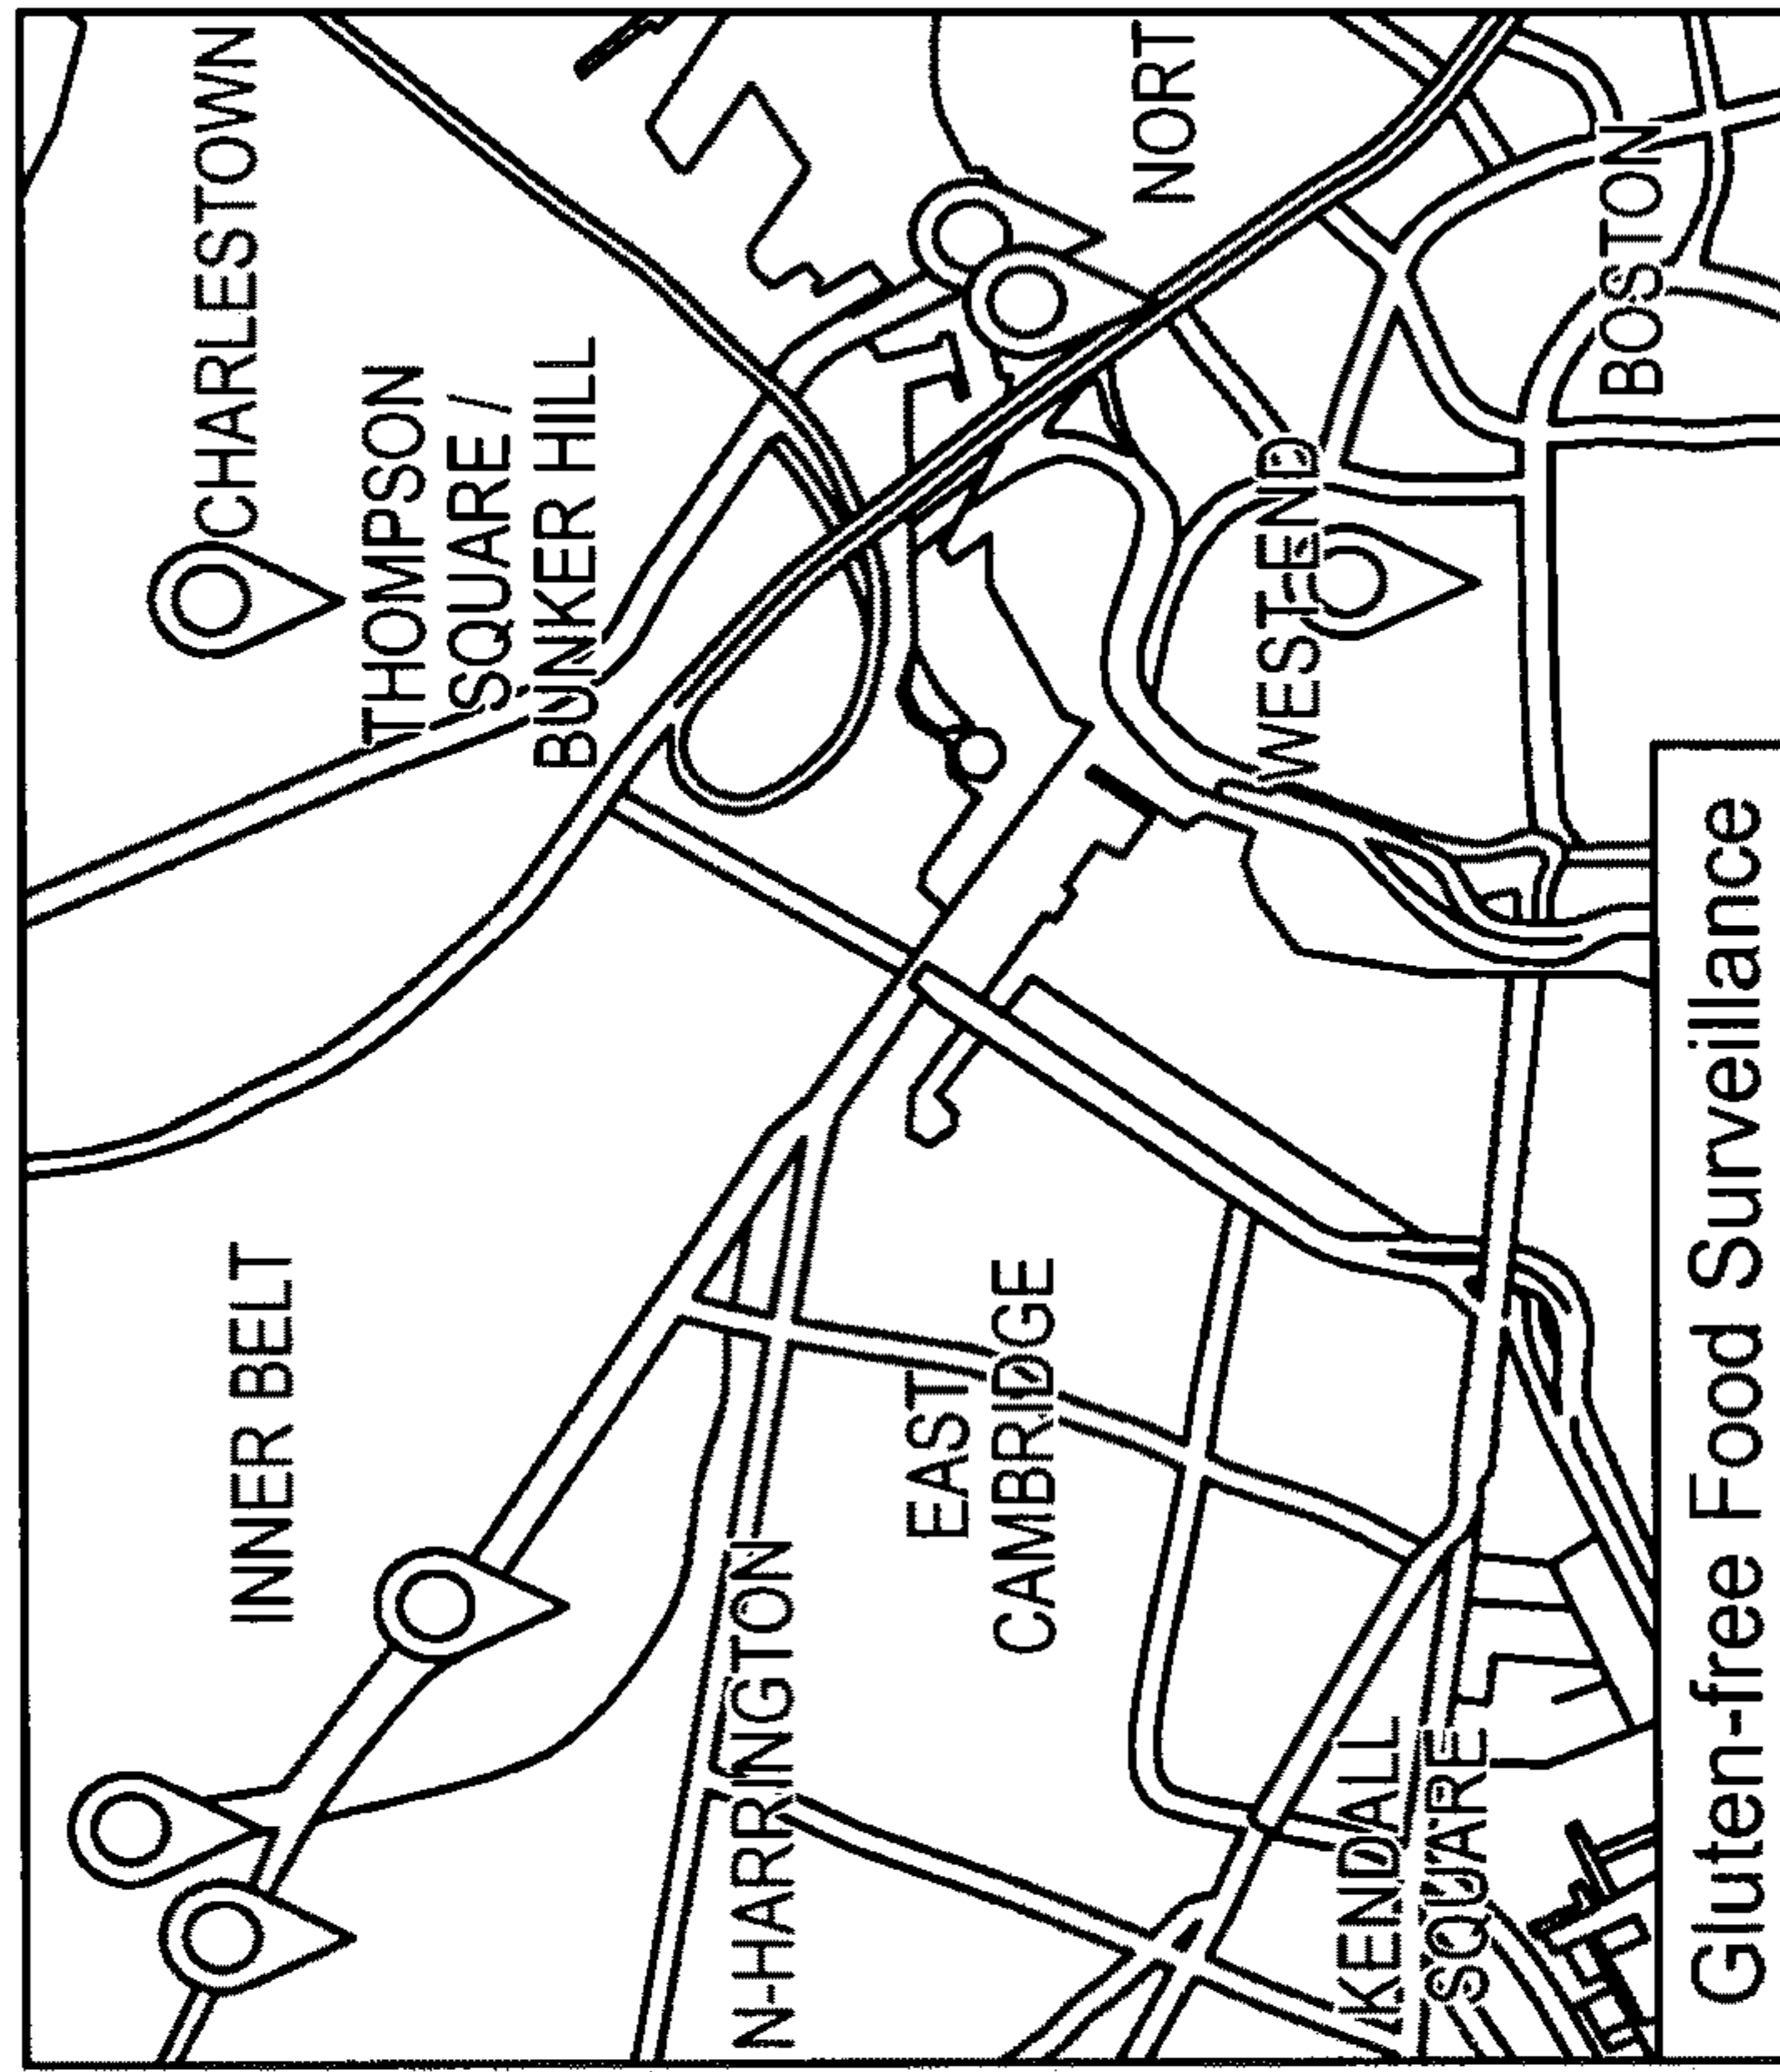 INNER BELT
CHARLESTOWN
THOMPSON
SQUARE /
BUNKER HILL
N-HARRINGTON
EAST
CAMBRIDGE
NORT
WEST END
KENDALL
SQUARE
BOSTON
Gluten-free Food Surveillance